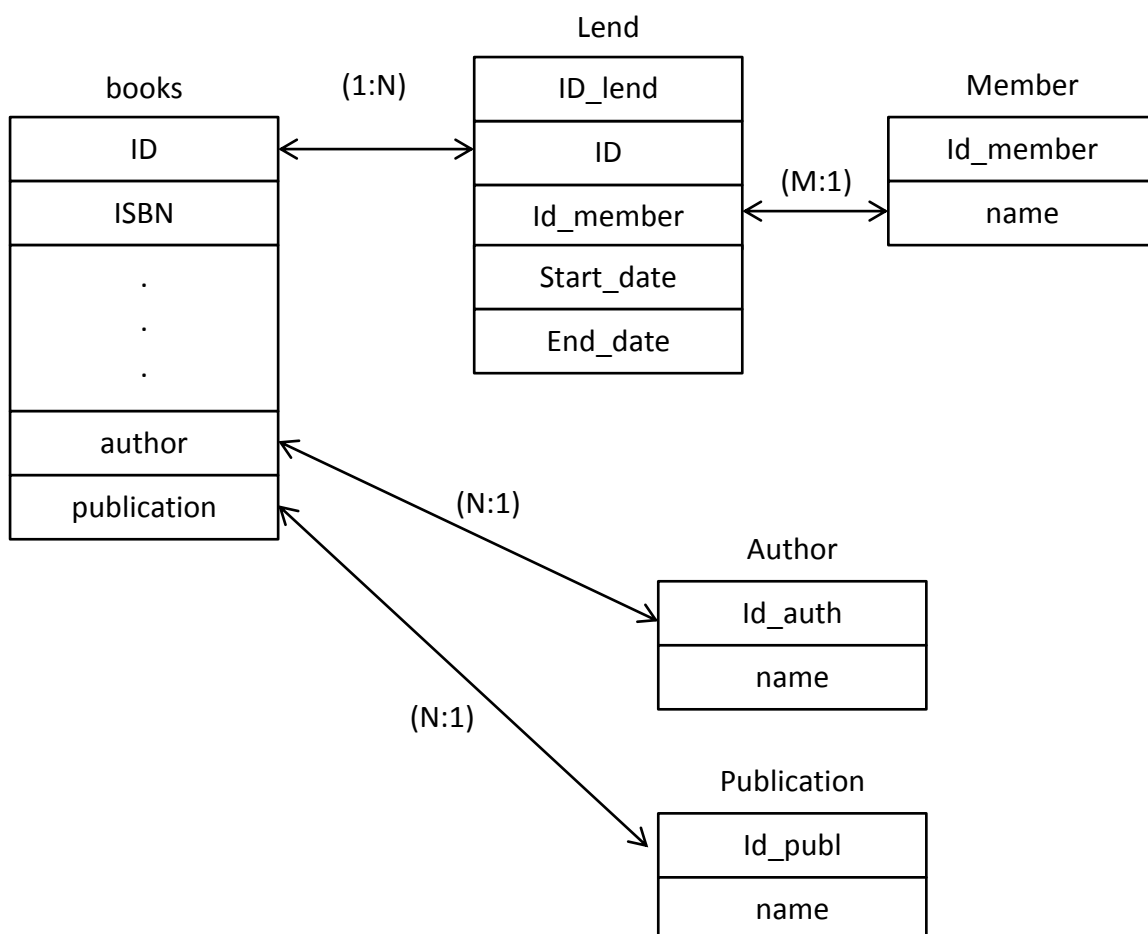 Lend
books
(1:N)
Member
ID_lend
ID
ID
Id_member
(M:1)
ISBN
Id_member
name
.
.
.
Start_date
End_date
author
publication
(N:1)
Author
Id_auth
name
(N:1)
Publication
Id_publ
name